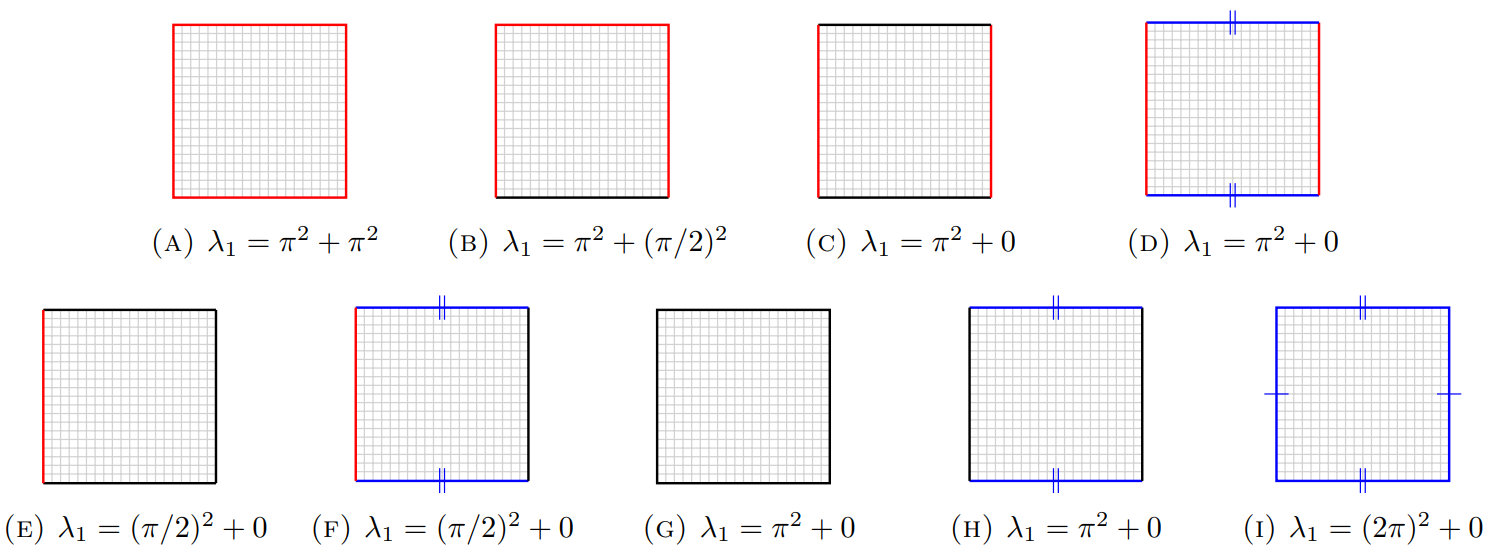 (A) λ₁ = π² + π² (B) λ₁ = π² + (π/2)² (C) λ₁ = π² + 0 (D) λ₁ = π² + 0
(E) λ₁ = (π/2)² + 0 (F) λ₁ = (π/2)² + 0 (G) λ₁ = π² + 0 (H) λ₁ = π² + 0 (I) λ₁ = (2π)² + 0